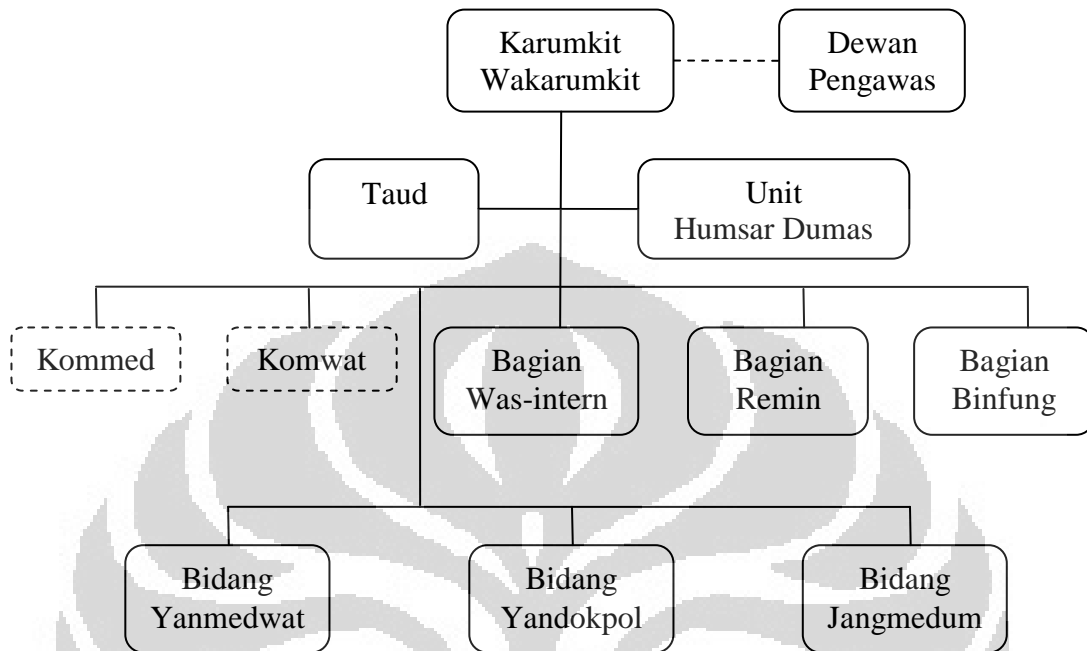 Karumkit
Wakarumkit
Dewan
Pengawas
Taud
Unit
Humsar Dumas
Kommed
Komwat
Bagian
Was-intern
Bagian
Remin
Bagian
Binfung
Bidang
Yanmedwat
Bidang
Yandokpol
Bidang
Jangmedum